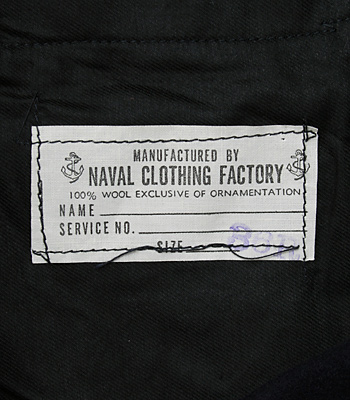 MANUFACTURED BY
NAVAL CLOTHING FACTORY
100% WOOL EXCLUSIVE OF ORNAMENTATION
NAME
SERVICE NO.
SIZE